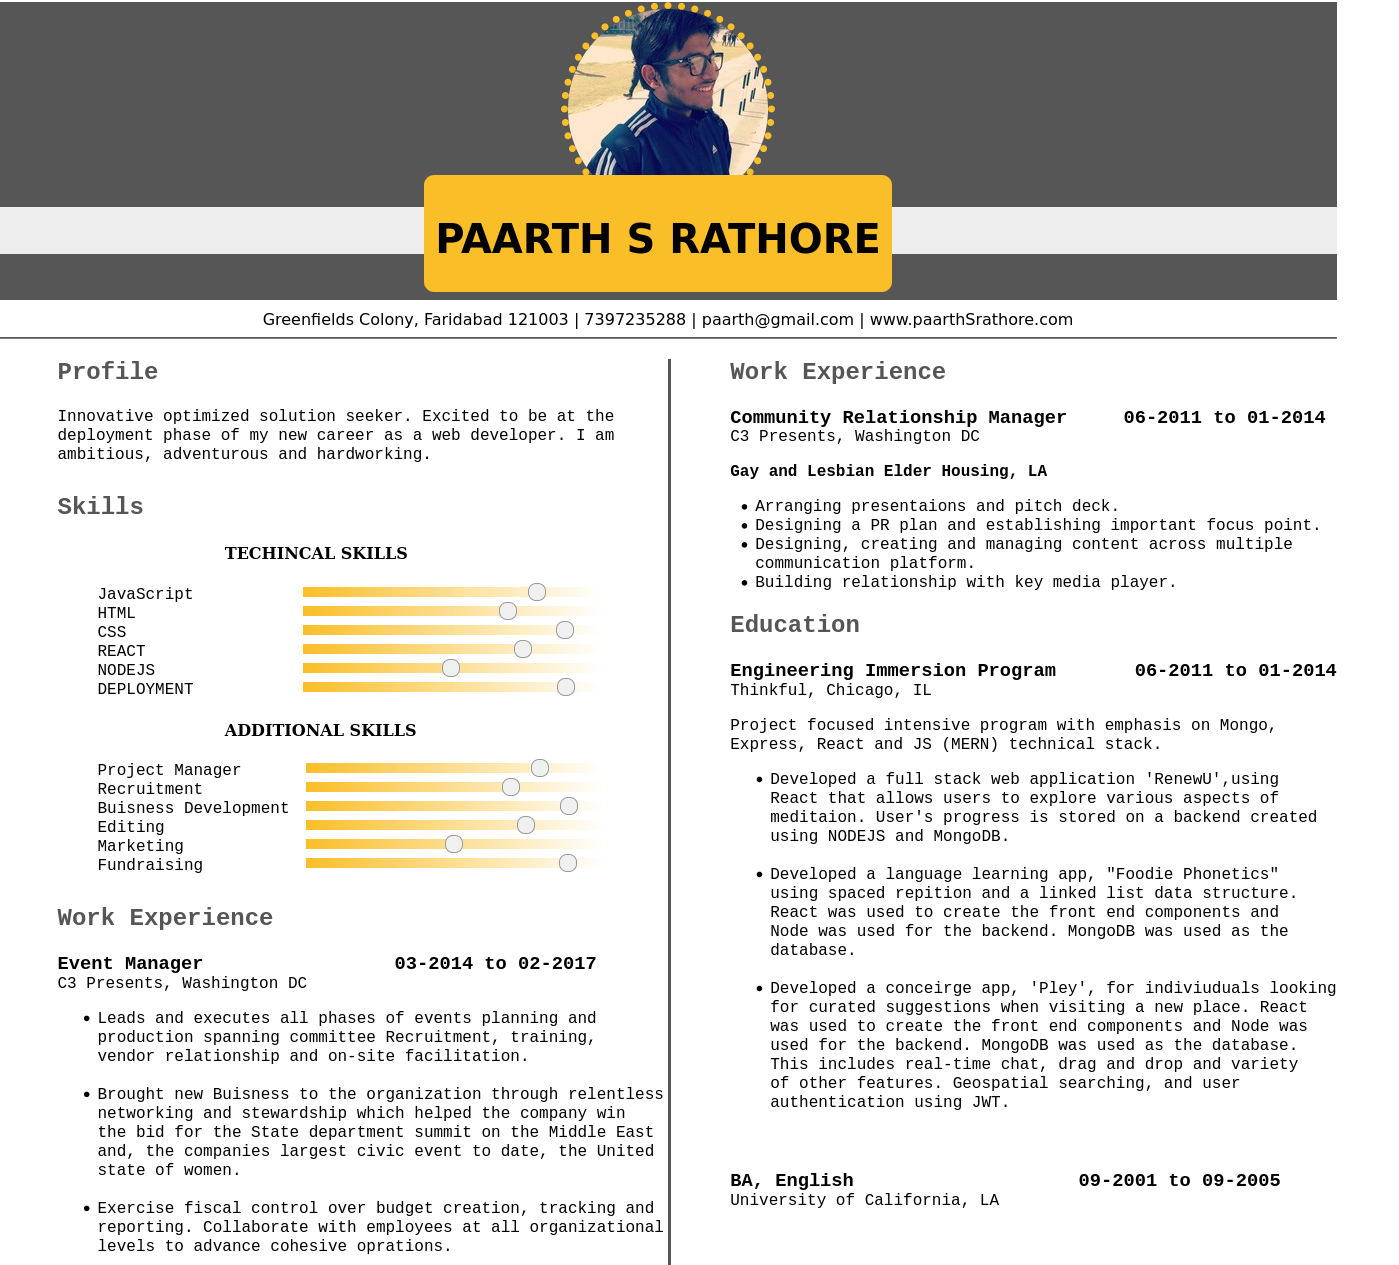 PAARTH S RATHORE
Greenfields Colony, Faridabad 121003 | 7397235288 | paarth@gmail.com | www.paarthSrathore.com
Profile
Innovative optimized solution seeker. Excited to be at the
deployment phase of my new career as a web developer. I am
ambitious, adventurous and hardworking.
Skills
TECHINCAL SKILLS
JavaScript
HTML
CSS
REACT
NODEJS
DEPLOYMENT
ADDITIONAL SKILLS
Project Manager
Recruitment
Buisness Development
Editing
Marketing
Fundraising
Work Experience
Event Manager 03-2014 to 02-2017
C3 Presents, Washington DC
• Leads and executes all phases of events planning and
production spanning committee Recruitment, training,
vendor relationship and on-site facilitation.
• Brought new Buisness to the organization through relentless
networking and stewardship which helped the company win
the bid for the State department summit on the Middle East
and, the companies largest civic event to date, the United
state of women.
• Exercise fiscal control over budget creation, tracking and
reporting. Collaborate with employees at all organizational
levels to advance cohesive oprations.
Work Experience
Community Relationship Manager 06-2011 to 01-2014
C3 Presents, Washington DC
Gay and Lesbian Elder Housing, LA
• Arranging presentaions and pitch deck.
• Designing a PR plan and establishing important focus point.
• Designing, creating and managing content across multiple
communication platform.
• Building relationship with key media player.
Education
Engineering Immersion Program 06-2011 to 01-2014
Thinkful, Chicago, IL
Project focused intensive program with emphasis on Mongo,
Express, React and JS (MERN) technical stack.
• Developed a full stack web application 'RenewU',using
React that allows users to explore various aspects of
meditaion. User's progress is stored on a backend created
using NODEJS and MongoDB.
• Developed a language learning app, "Foodie Phonetics"
using spaced repition and a linked list data structure.
React was used to create the front end components and
Node was used for the backend. MongoDB was used as the
database.
• Developed a conceirge app, 'Pley', for indiviuduals looking
for curated suggestions when visiting a new place. React
was used to create the front end components and Node was
used for the backend. MongoDB was used as the database.
This includes real-time chat, drag and drop and variety
of other features. Geospatial searching, and user
authentication using JWT.
BA, English 09-2001 to 09-2005
University of California, LA